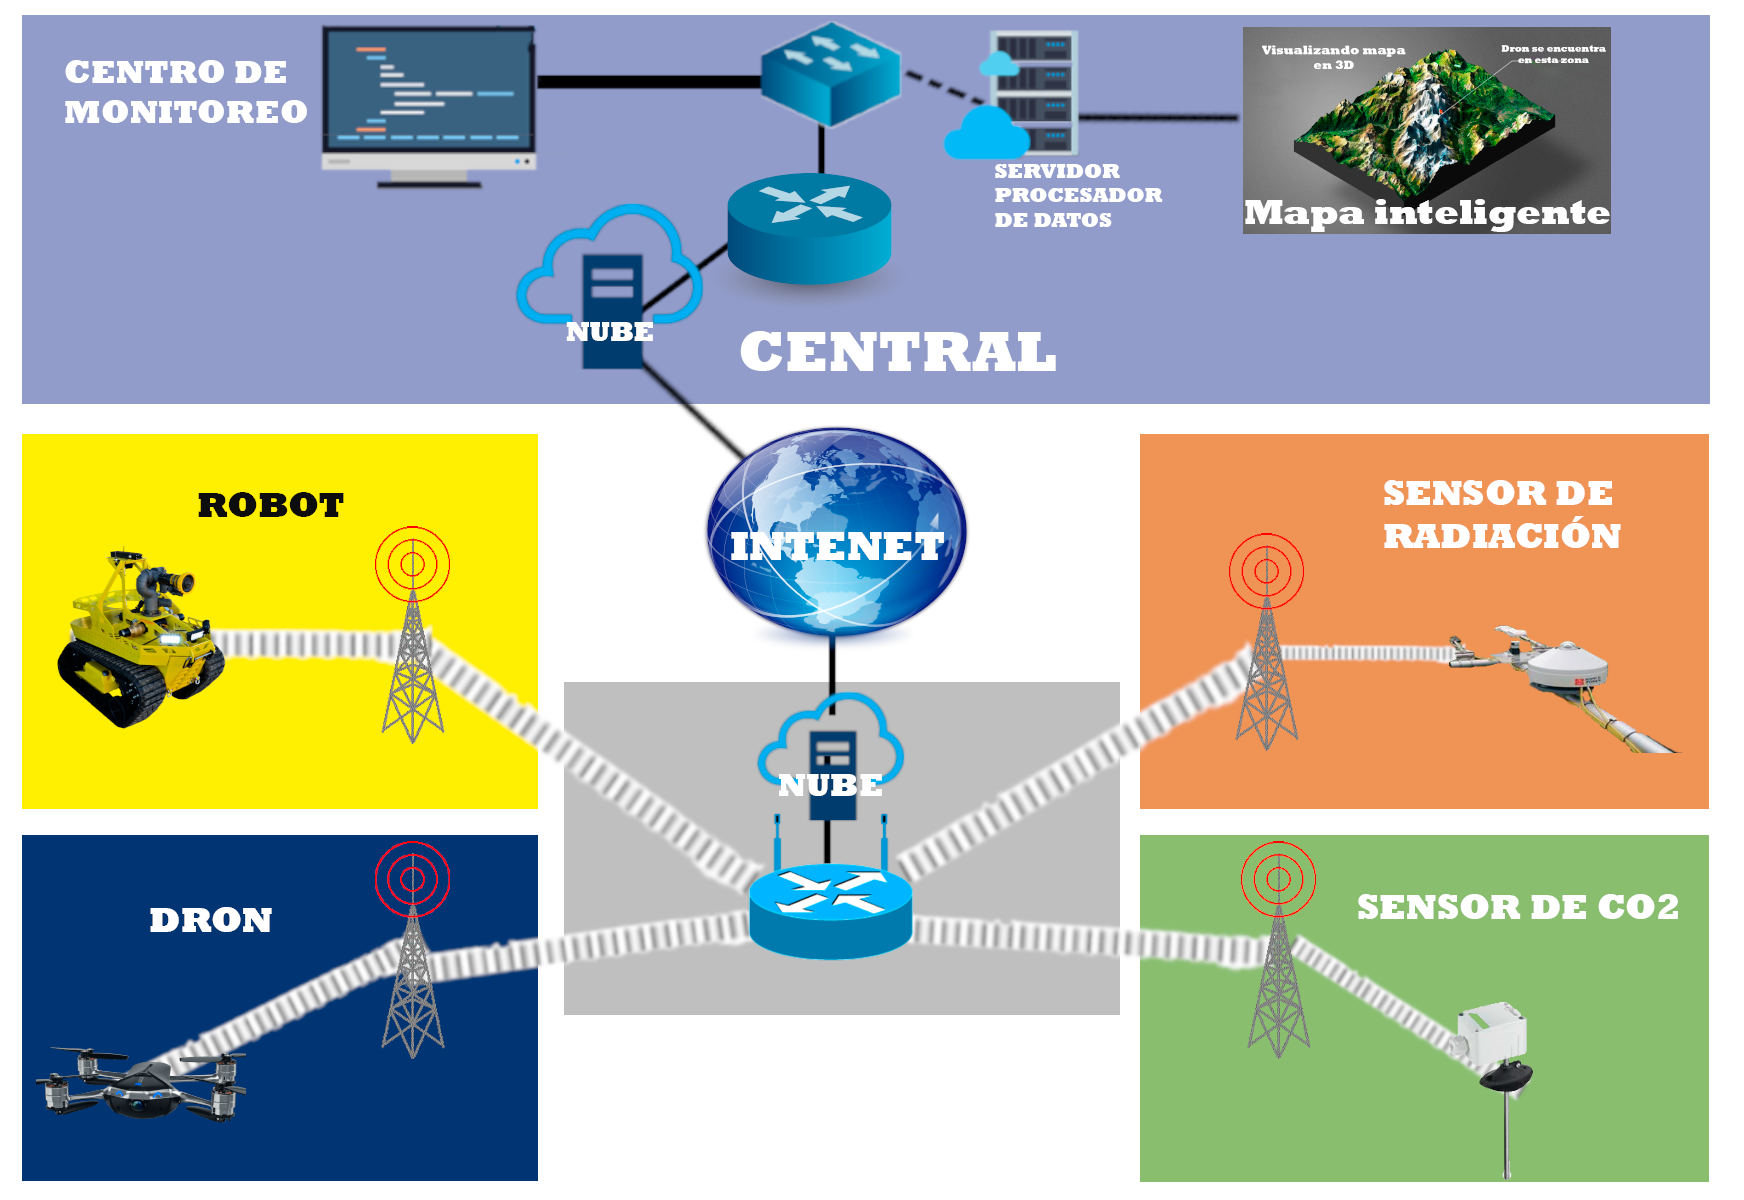 CENTRO DE
MONITOREO
Visualizando mapa
en 3D
Dron se encuentra
en esta zona
Mapa inteligente
SERVIDOR
PROCESADOR
DE DATOS
NUBE
CENTRAL
ROBOT
INTENET
SENSOR DE
RADIACIÓN
NUBE
DRON
SENSOR DE CO2